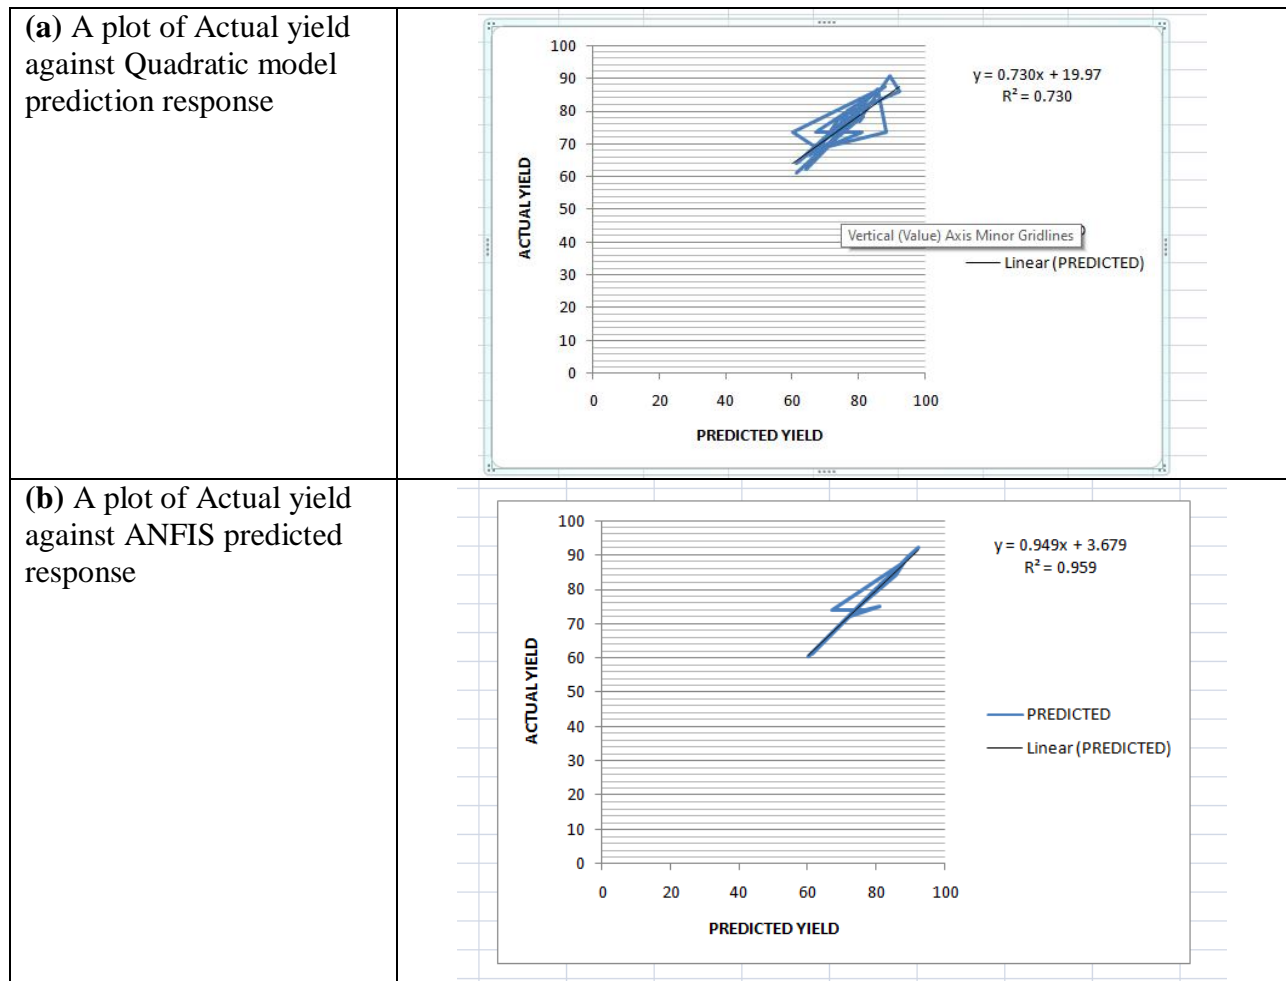 (a) A plot of Actual yield
against Quadratic model
prediction response
100
90
80
70
60
50
40
30
20
10
0
ACTUAL YIELD
0 20 40 60 80 100
PREDICTED YIELD
y = 0.730x + 19.97
R² = 0.730
Vertical (Value) Axis Minor Gridlines
Linear (PREDICTED)
(b) A plot of Actual yield
against ANFIS predicted
response
100
90
80
70
60
50
40
30
20
10
0
ACTUAL YIELD
0 20 40 60 80 100
PREDICTED YIELD
y = 0.949x + 3.679
R² = 0.959
PREDICTED
Linear (PREDICTED)